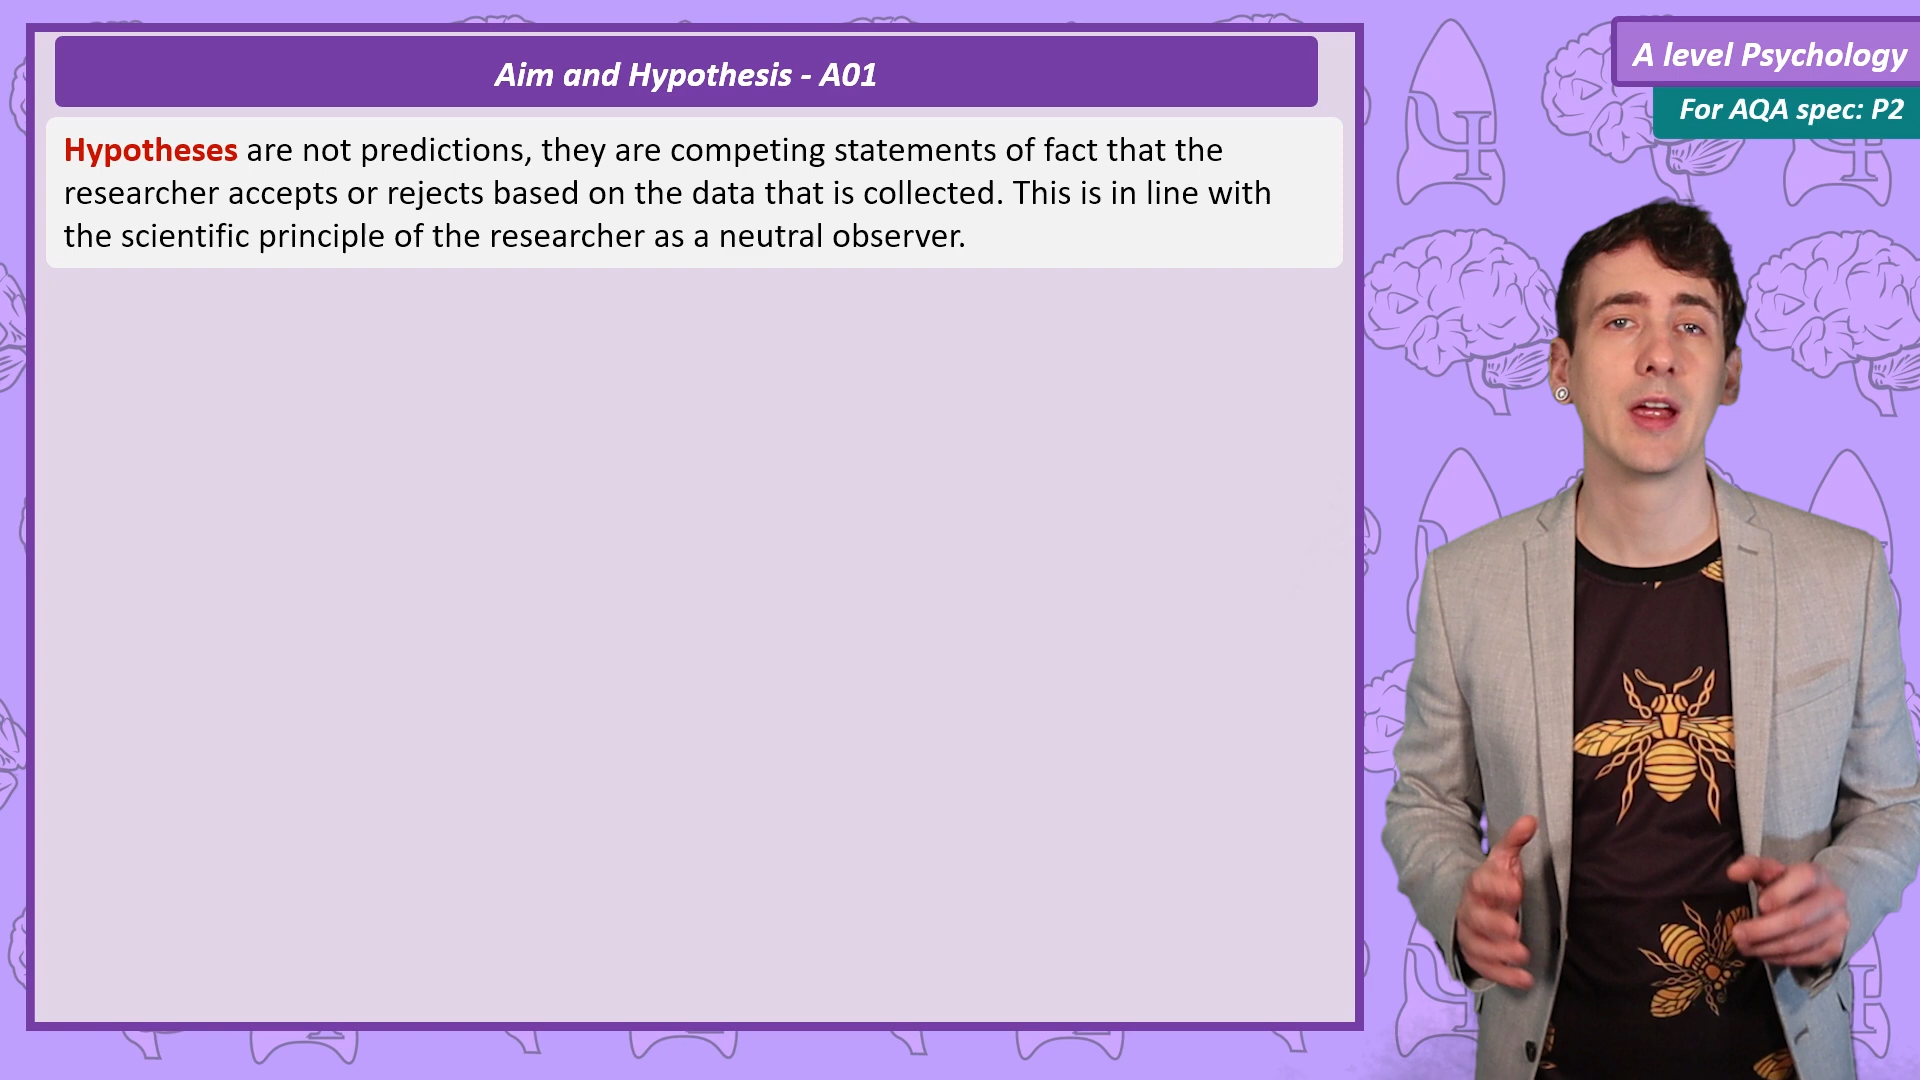 Aim and Hypothesis - A01
A level Psychology
For AQA spec: P2
Hypotheses are not predictions, they are competing statements of fact that the
researcher accepts or rejects based on the data that is collected. This is in line with
the scientific principle of the researcher as a neutral observer.